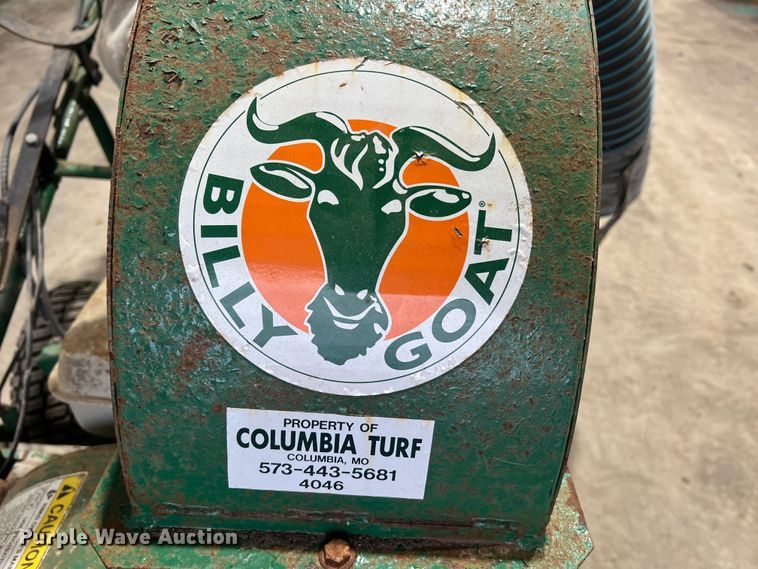 BILLY GOAT®
PROPERTY OF
COLUMBIA TURF
COLUMBIA, MO
573-443-5681
4046
CAUTION
Purple Wave Auction